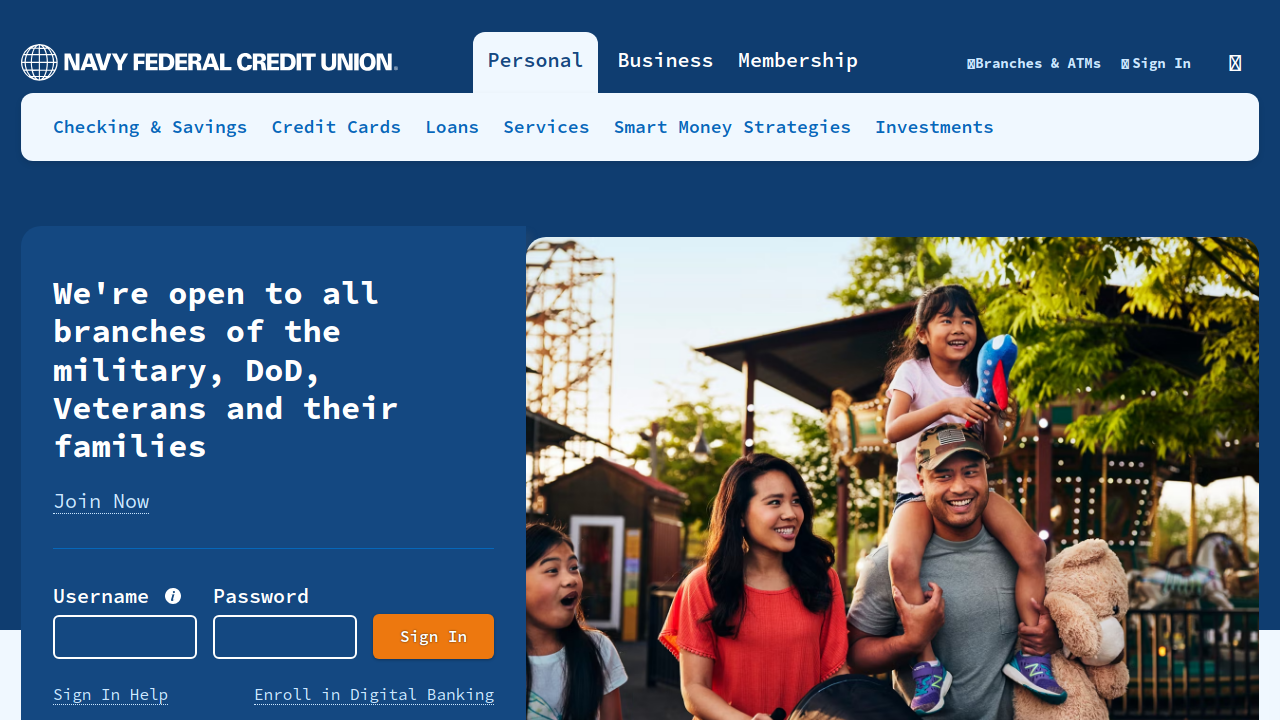 NAVY FEDERAL CREDIT UNION.
Personal
Business
Membership
Branches & ATMs
Sign In
Checking & Savings
Credit Cards
Loans
Services
Smart Money Strategies
Investments
We're open to all
branches of the
military, DoD,
Veterans and their
families
Join Now
Username
Password
Sign In
Sign In Help
Enroll in Digital Banking